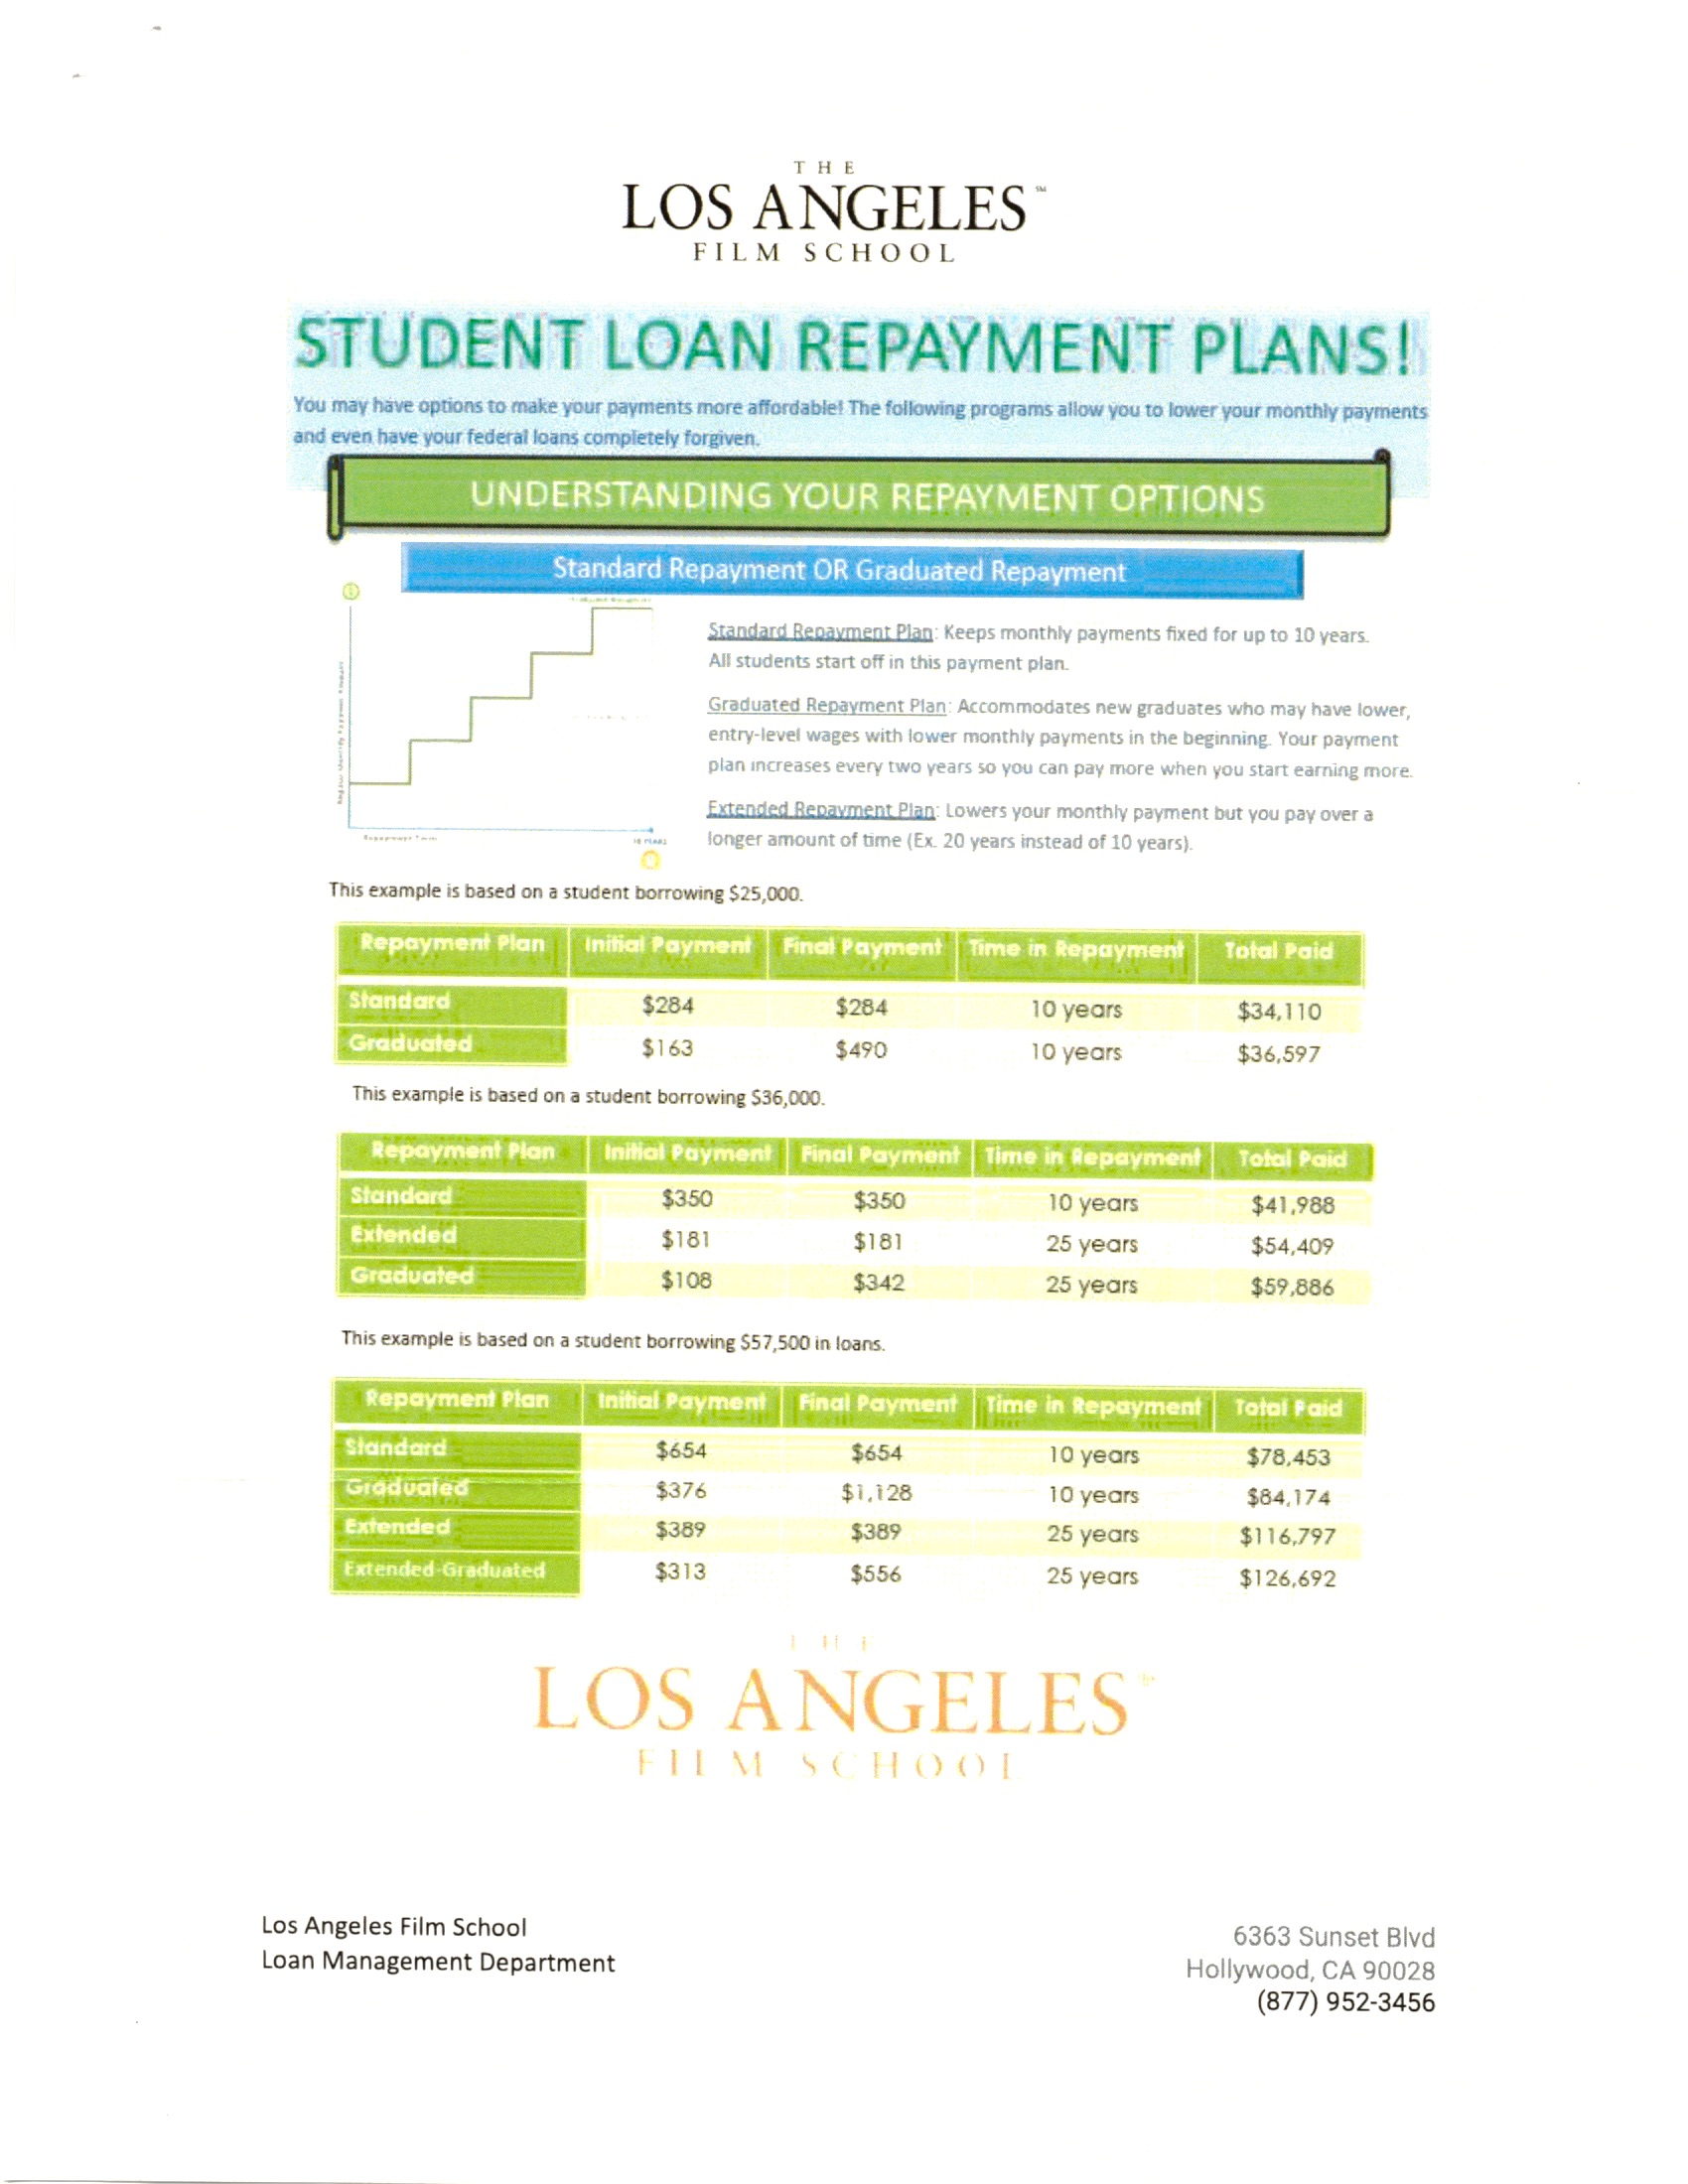 THE
LOS ANGELES™
FILM SCHOOL
STUDENT LOAN REPAYMENT PLANS!
You may have options to make your payments more affordable! The following programs allow you to lower your monthly payments
and even have your federal loans completely forgiven.
UNDERSTANDING YOUR REPAYMENT OPTIONS
Standard Repayment OR Graduated Repayment
Standard Repayment Plan: Keeps monthly payments fixed for up to 10 years.
All students start off in this payment plan.
Graduated Repayment Plan: Accommodates new graduates who may have lower,
entry-level wages with lower monthly payments in the beginning. Your payment
plan increases every two years so you can pay more when you start earning more.
Extended Repayment Plan: Lowers your monthly payment but you pay over a
longer amount of time (Ex. 20 years instead of 10 years).
10 YEARS
This example is based on a student borrowing $25,000.
Repayment Plan Initial Payment Final Payment Time in Repayment Total Paid
Standard $284 $284 10 years $34,110
Graduated $163 $490 10 years $36,597
This example is based on a student borrowing $36,000.
Repayment Plan Initial Payment Final Payment Time in Repayment Total Paid
Standard $350 $350 10 years $41,988
Extended $181 $181 25 years $54,409
Graduated $108 $342 25 years $59,886
This example is based on a student borrowing $57,500 in loans.
Repayment Plan Initial Payment Final Payment Time in Repayment Total Paid
Standard $654 $654 10 years $78,453
Graduated $376 $1,128 10 years $84,174
Extended $389 $389 25 years $116,797
Extended-Graduated $313 $556 25 years $126,692
THE
LOS ANGELES™
FILM SCHOOL
Los Angeles Film School
Loan Management Department
6363 Sunset Blvd
Hollywood, CA 90028
(877) 952-3456